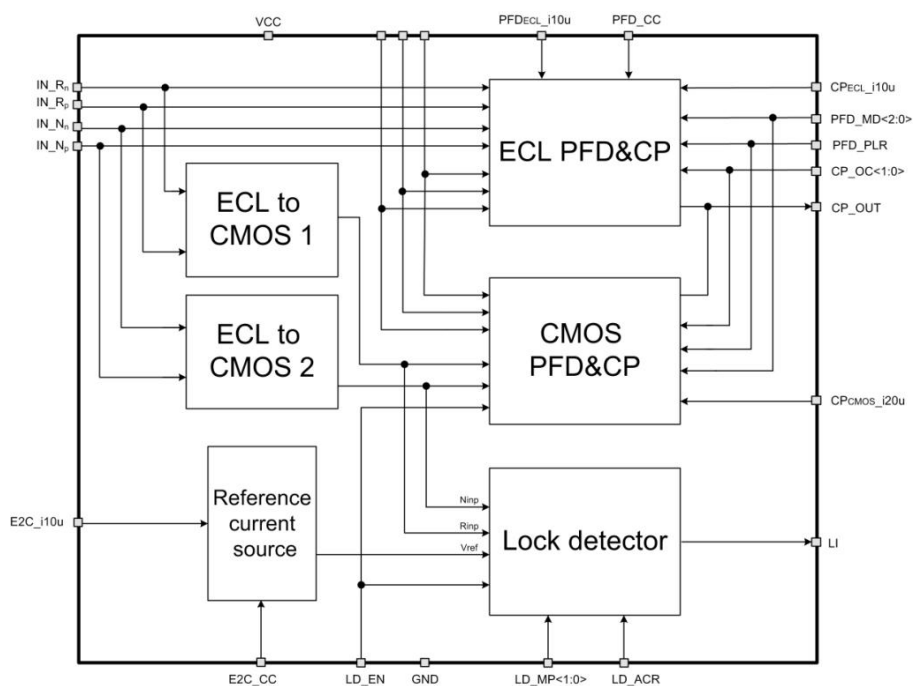 VCC
PFDECL_i10u
PFD_CC
IN_Rn
IN_Rp
IN_Nn
IN_Np
ECL PFD&CP
CPECL_i10u
PFD_MD<2:0>
PFD_PLR
CP_OC<1:0>
CP_OUT
ECL to
CMOS 1
ECL to
CMOS 2
CMOS
PFD&CP
CPCMOS_i20u
E2C_i10u
Reference
current
source
Ninp
Rinp
Vref
Lock detector
LI
E2C_CC
LD_EN
GND
LD_MP<1:0>
LD_ACR